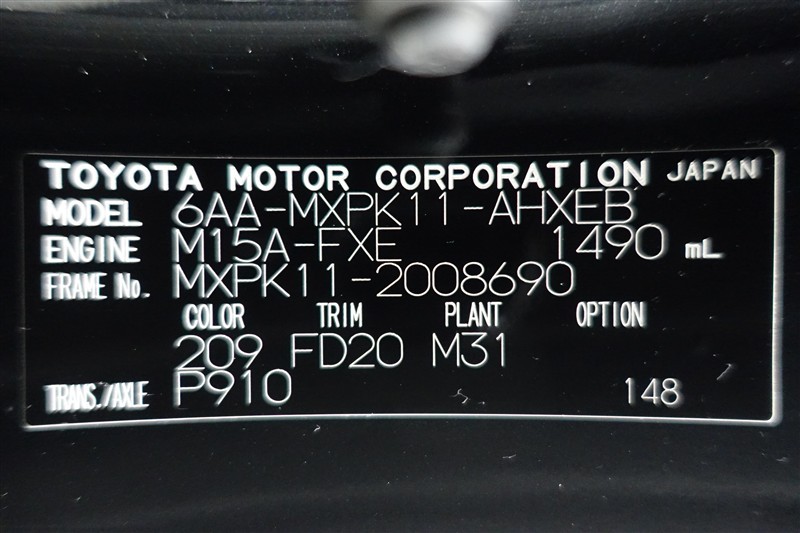 TOYOTA MOTOR CORPORATION JAPAN
MODEL 6AA-MXPK11-AHXEB
ENGINE M15A-FXE 1490 mL
FRAME No. MXPK11-2008690
COLOR TRIM PLANT OPTION
209 FD20 M31
TRANS./AXLE P910 148